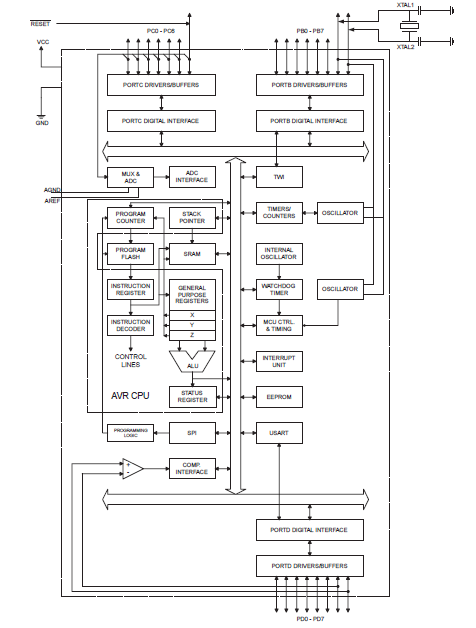 XTAL1
RESET
PC0 - PC6
PB0 - PB7
VCC
XTAL2
PORTC DRIVERS/BUFFERS
PORTB DRIVERS/BUFFERS
GND
PORTC DIGITAL INTERFACE
PORTB DIGITAL INTERFACE
MUX &
ADC
ADC
INTERFACE
TWI
AGND
AREF
PROGRAM
COUNTER
STACK
POINTER
TIMERS/
COUNTERS
OSCILLATOR
PROGRAM
FLASH
SRAM
INTERNAL
OSCILLATOR
INSTRUCTION
REGISTER
GENERAL
PURPOSE
REGISTERS
WATCHDOG
TIMER
OSCILLATOR
X
INSTRUCTION
DECODER
Y
MCU CTRL.
& TIMING
Z
CONTROL
LINES
ALU
INTERRUPT
UNIT
AVR CPU
STATUS
REGISTER
EEPROM
PROGRAMMING
LOGIC
SPI
USART
+
-
COMP.
INTERFACE
PORTD DIGITAL INTERFACE
PORTD DRIVERS/BUFFERS
PD0 - PD7